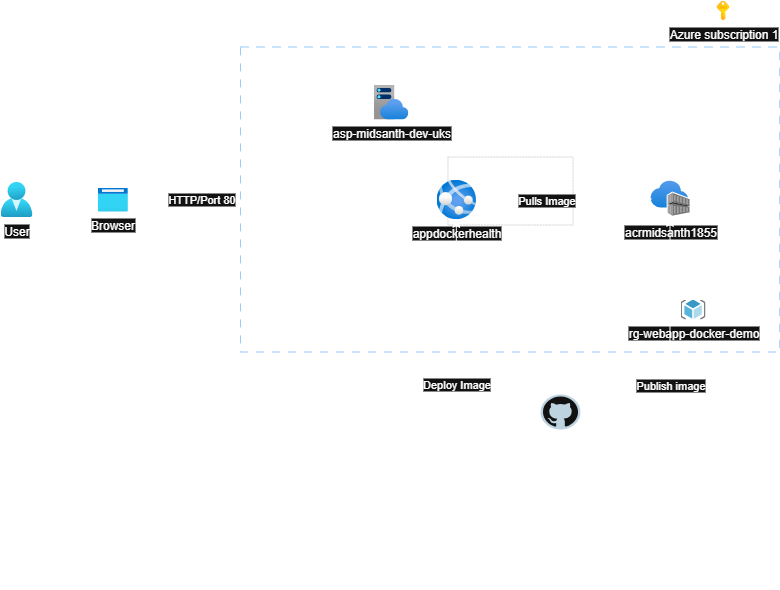 Azure subscription 1
asp-midsanth-dev-uks
HTTP/Port 80
Pulls Image
User
Browser
appdockerhealth
acrmidsanth1855
rg-webapp-docker-demo
Deploy Image
Publish image